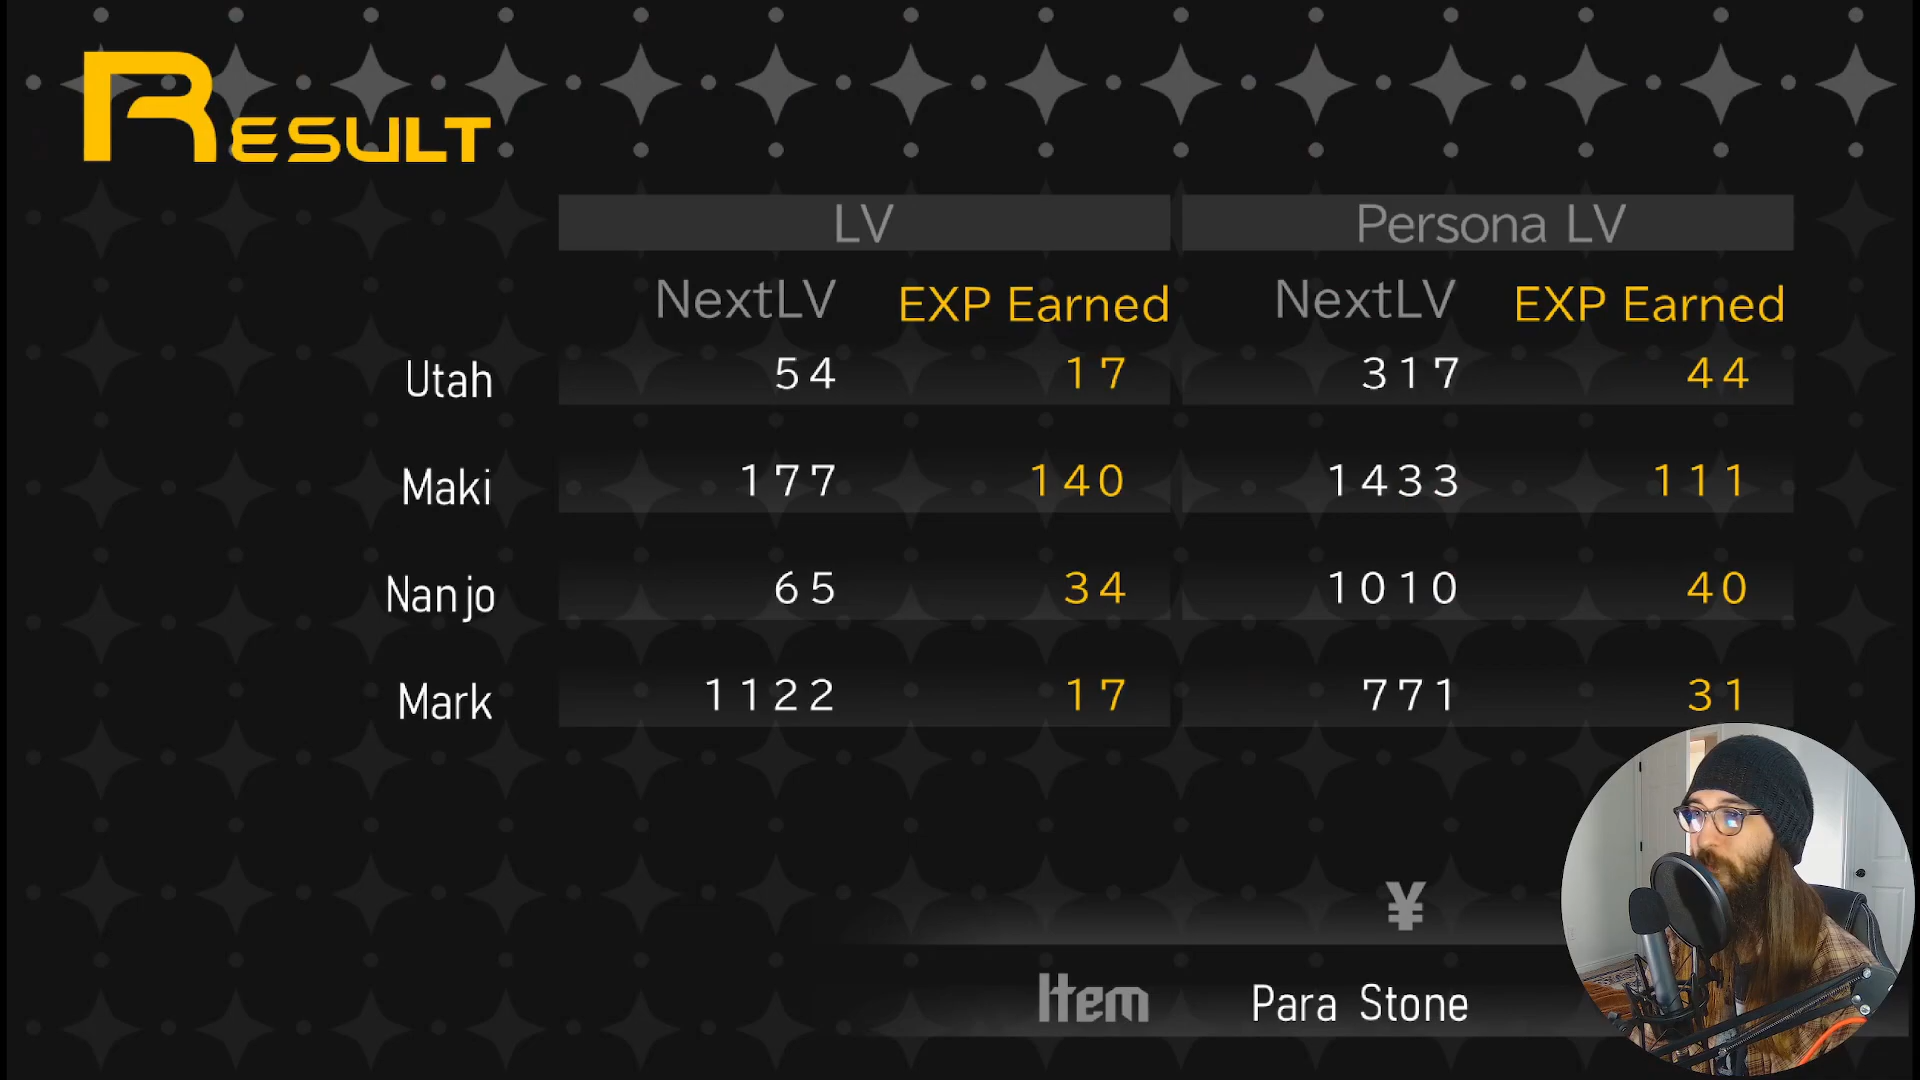 RESULT
LV Persona LV
NextLV EXP Earned NextLV EXP Earned
Utah 54 17 317 44
Maki 177 140 1433 111
Nanjo 65 34 1010 40
Mark 1122 17 771 31
¥
Item Para Stone